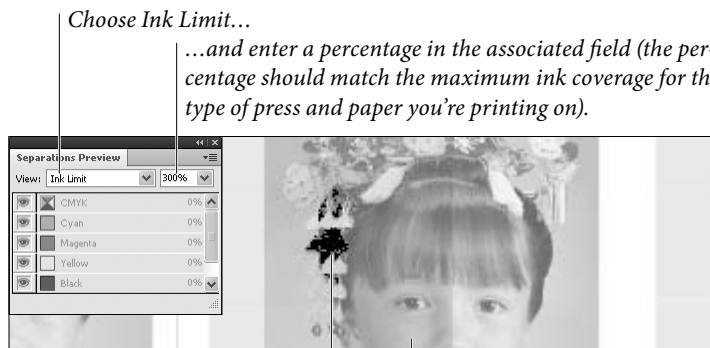 Choose Ink Limit…
…and enter a percentage in the associated field (the per-
centage should match the maximum ink coverage for th
type of press and paper you're printing on).
Separations Preview
View: Ink Limit 300%
CMYK 0%
Cyan 0%
Magenta 0%
Yellow 0%
Black 0%